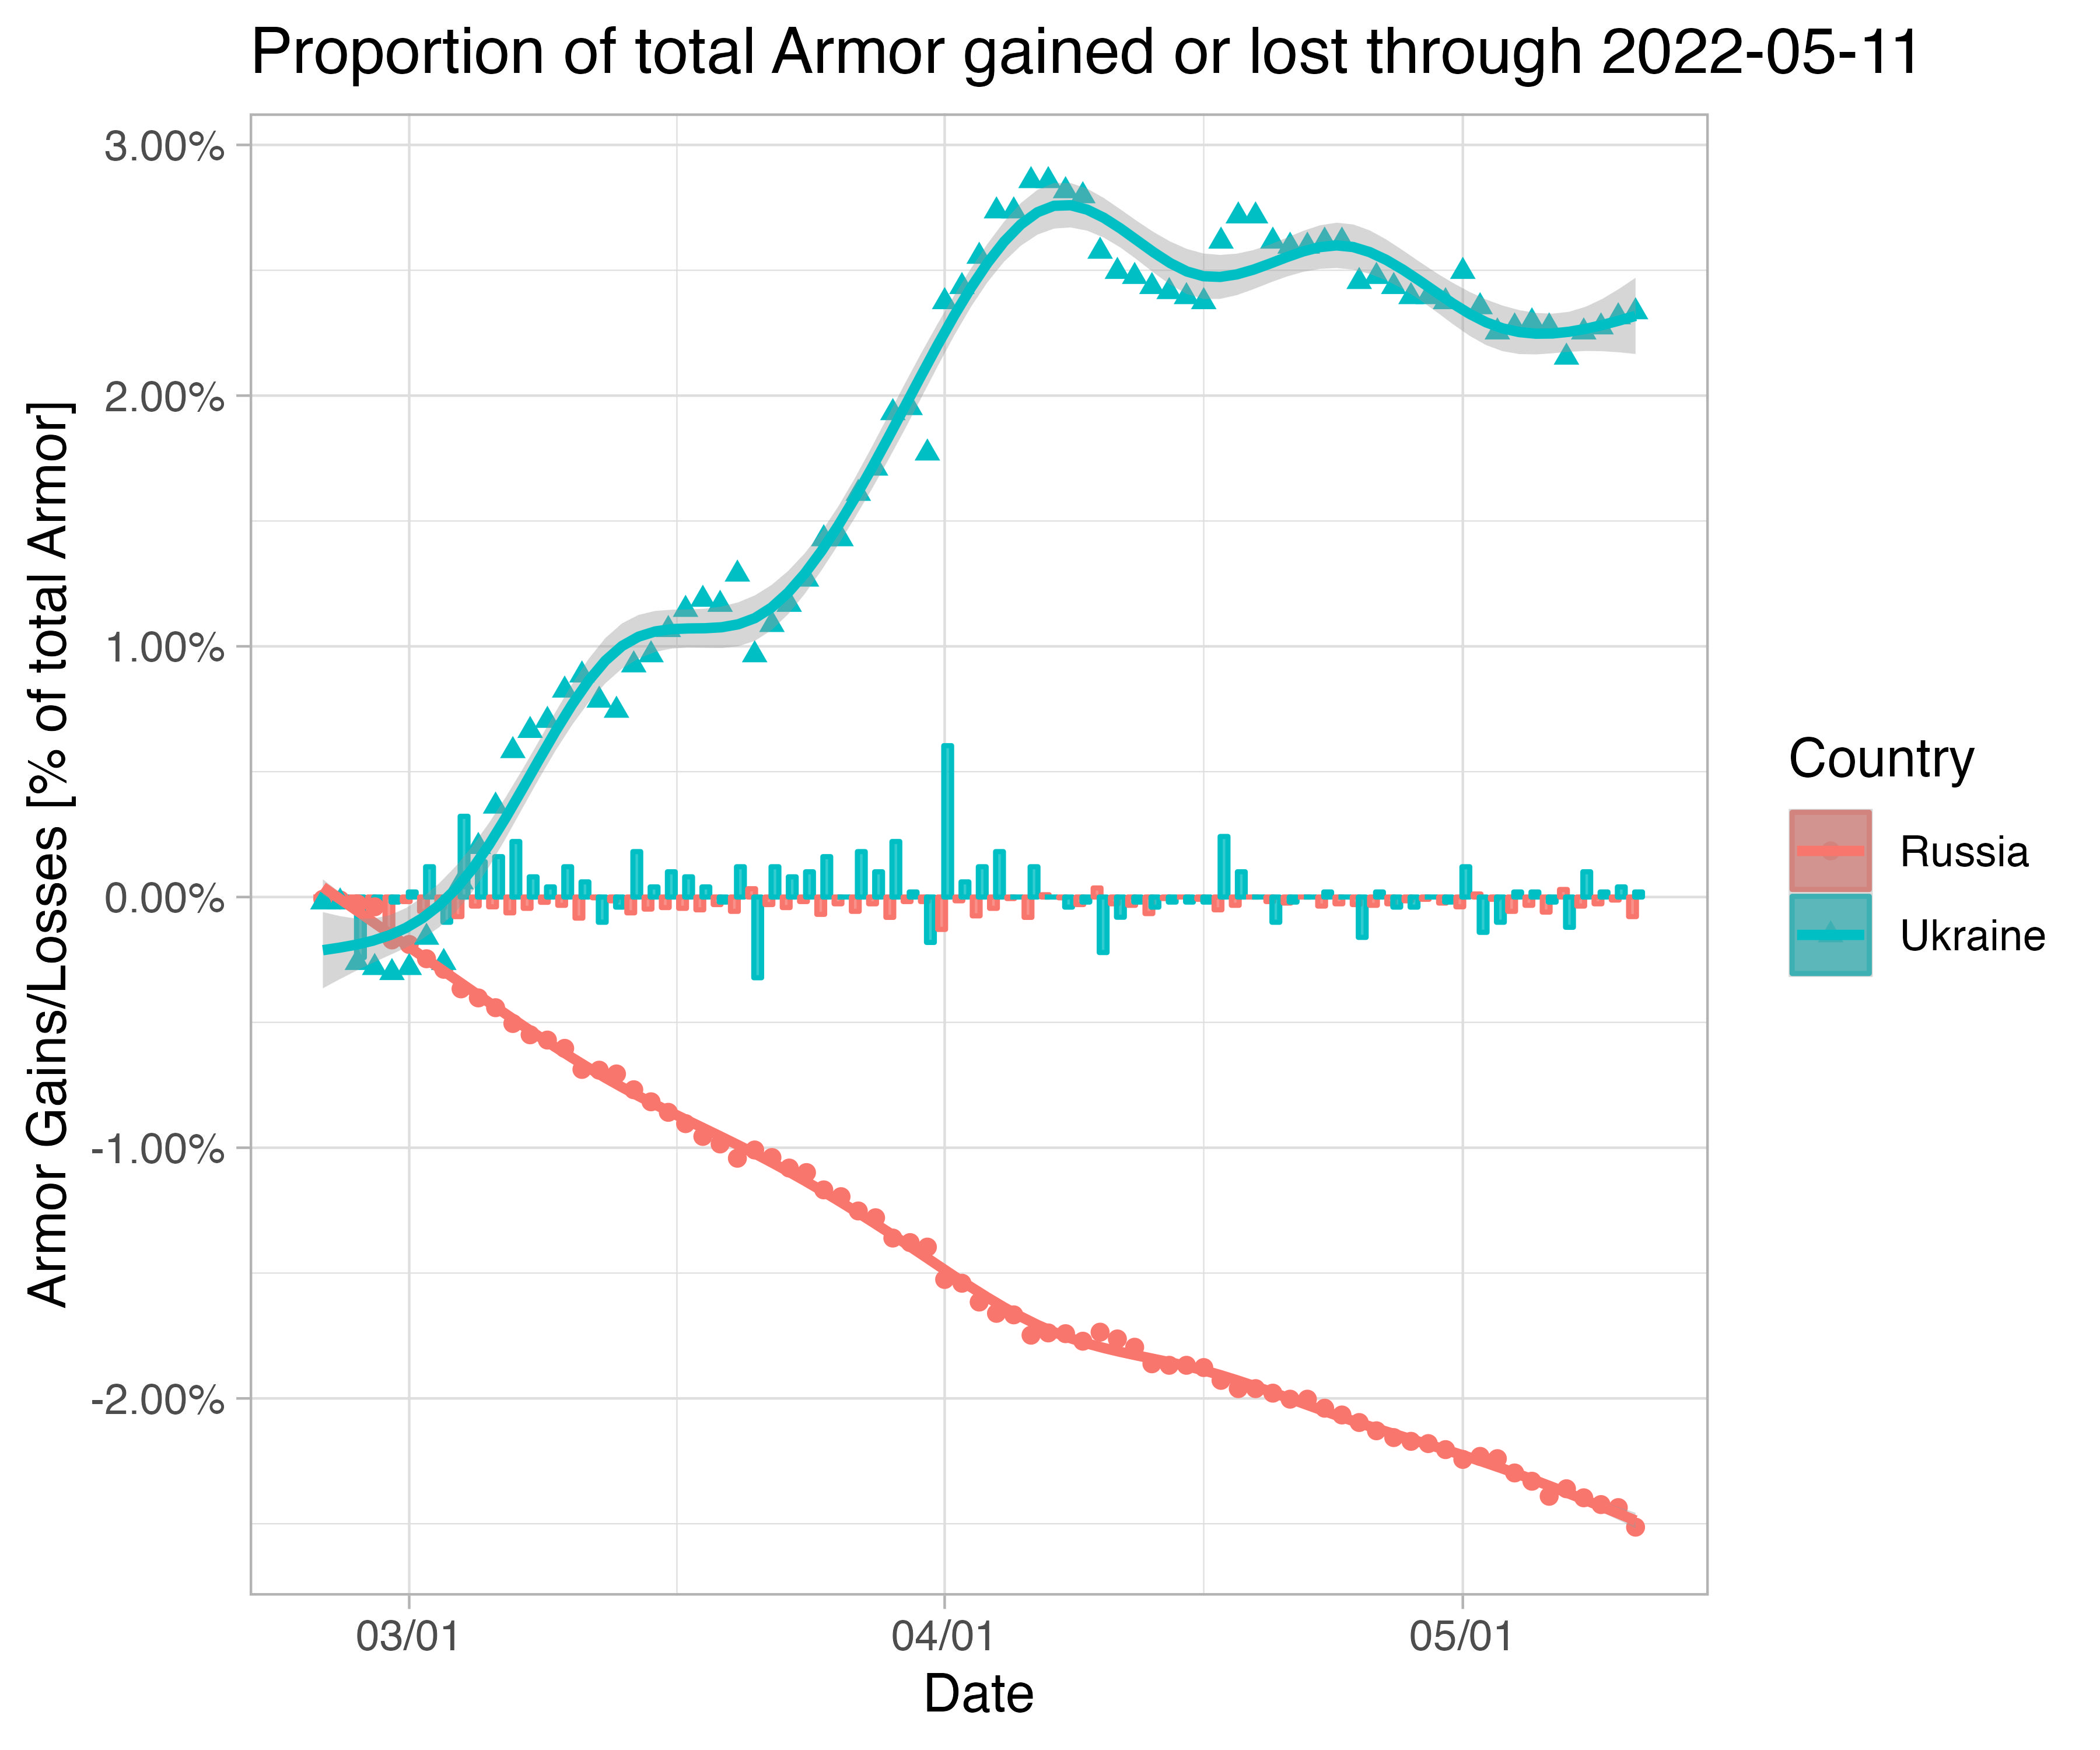 Proportion of total Armor gained or lost through 2022-05-11
Armor Gains/Losses [% of total Armor]
3.00%
2.00%
1.00%
0.00%
-1.00%
-2.00%
03/01
04/01
05/01
Date
Country
Russia
Ukraine